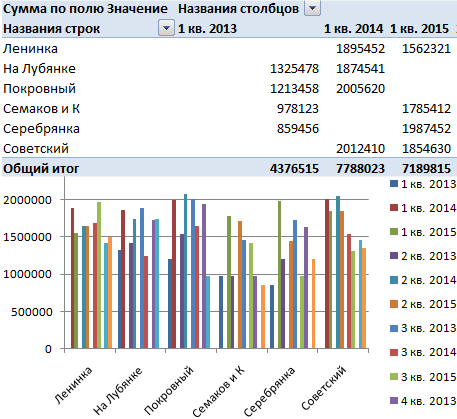 Сумма по полю Значение Названия столбцов
Названия строк 1 кв. 2013 1 кв. 2014 1 кв. 2015
Ленинка 1895452 1562321
На Лубянке 1325478 1874541
Покровный 1213458 2005620
Семаков и К 978123 1785412
Серебрянка 859456 1987452
Советский 2012410 1854630
Общий итог 4376515 7788023 7189815
2000000
1500000
1000000
500000
0
Ленинка
На Лубянке
Покровный
Семаков и К
Серебрянка
Советский
1 кв. 2013
1 кв. 2014
1 кв. 2015
2 кв. 2013
2 кв. 2014
2 кв. 2015
3 кв. 2013
3 кв. 2014
3 кв. 2015
4 кв. 2013